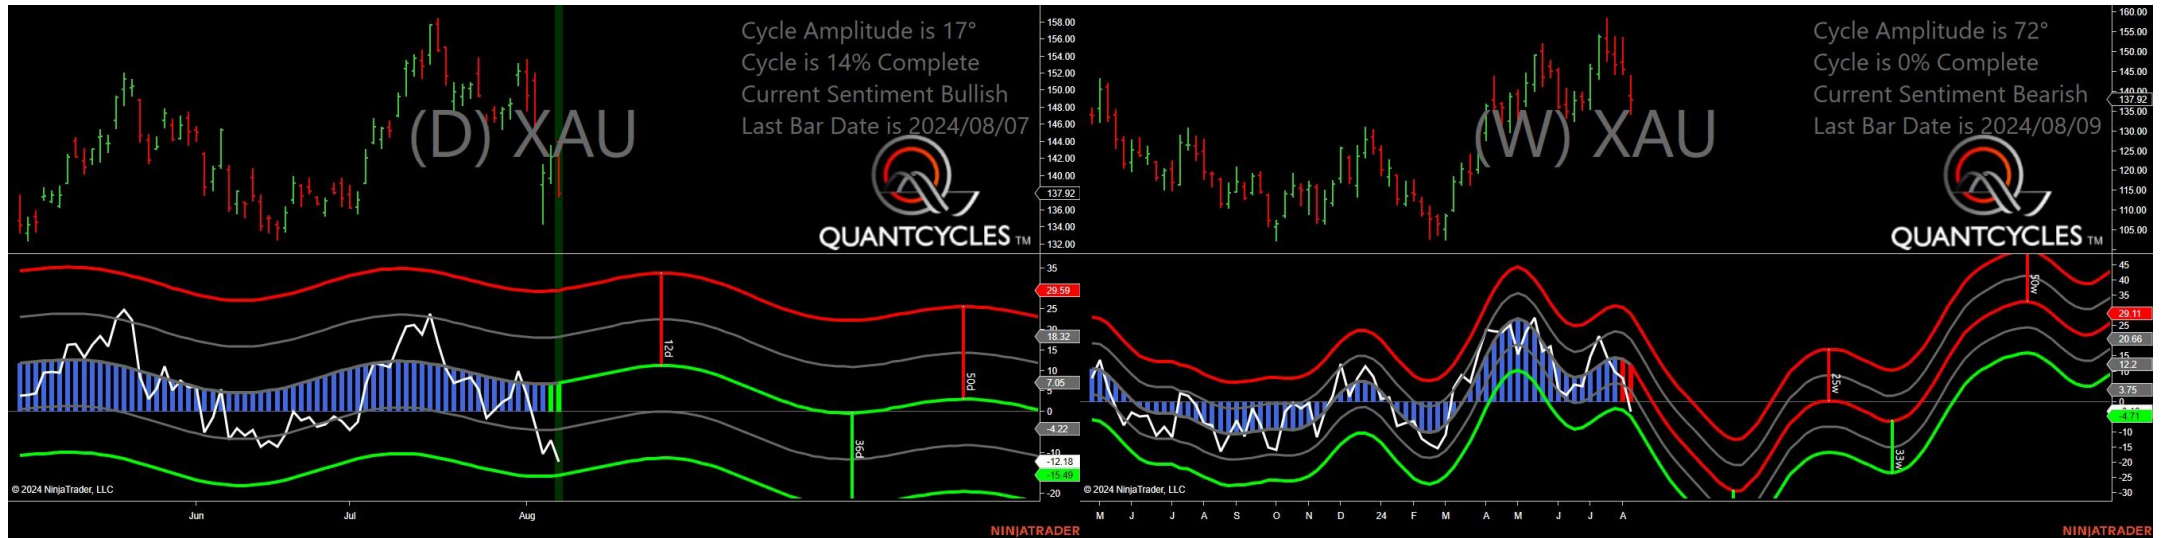 Cycle Amplitude is 17°
Cycle is 14% Complete
Current Sentiment Bullish
Last Bar Date is 2024/08/07
(D) XAU
QUANTCYCLES TM
158.00
156.00
154.00
152.00
150.00
148.00
146.00
144.00
142.00
140.00
137.92
136.00
134.00
132.00
35
29.59
25
20
18.32
15
10
7.05
5
0
-4.22
-10
-12.18
-15.49
-20
12d
36d
50d
© 2024 NinjaTrader, LLC
Jun
Jul
Aug
NINJATRADER
Cycle Amplitude is 72°
Cycle is 0% Complete
Current Sentiment Bearish
Last Bar Date is 2024/08/09
(W) XAU
QUANTCYCLES TM
160.00
155.00
150.00
145.00
140.00
137.92
135.00
130.00
125.00
120.00
115.00
110.00
105.00
45
35
29.11
25
20.66
15
12.2
10
3.75
0
-4.71
-10
-15
-20
-25
-30
25w
33w
50w
© 2024 NinjaTrader, LLC
M
J
J
A
S
O
N
D
24
F
M
A
M
J
J
A
NINJATRADER